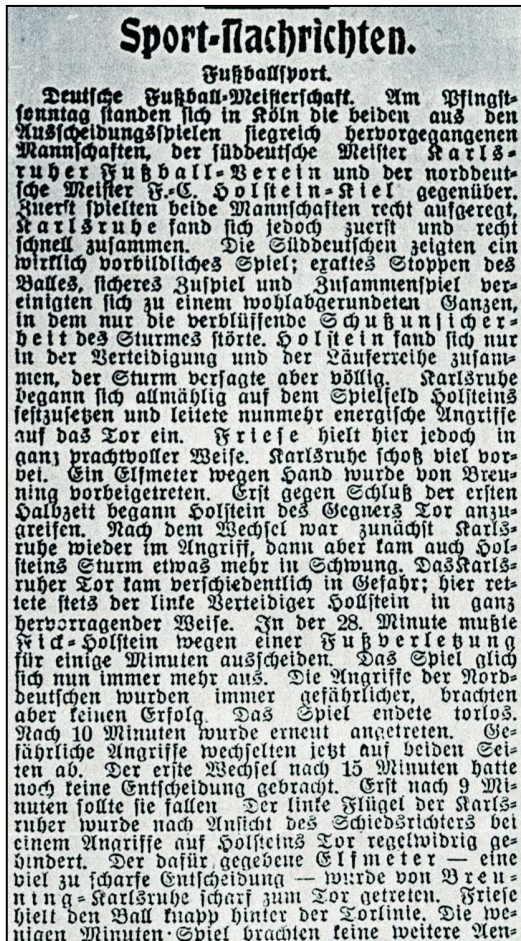 Sport-Nachrichten.
Fußballsport.
Deutsche Fußball-Meisterschaft. Am Pfingst-
sonntag standen sich in Köln die beiden aus den
Ausscheidungsspielen siegreich hervorgegangenen
Mannschaften, der süddeutsche Meister Karls-
ruher Fußball-Verein und der norddeut-
sche Meister F.-C. Holstein-Kiel gegenüber.
Zuerst spielten beide Mannschaften recht aufgeregt,
Karlsruhe fand sich jedoch zuerst und recht
schnell zusammen. Die Süddeutschen zeigten ein
wirklich vorbildliches Spiel; exaktes Stoppen des
Balles, sicheres Zuspiel und Zusammenspiel ver-
einigten sich zu einem wohlabgerundeten Ganzen,
in dem nur die verblüffende Schußunsicher-
heit des Sturmes störte. Holstein fand sich nur
in der Verteidigung und der Läuferreihe zusam-
men, der Sturm versagte aber völlig. Karlsruhe
begann sich allmählig auf dem Spielfeld Holsteins
festzusetzen und leitete nunmehr energische Angriffe
auf das Tor ein. Friese hielt hier jedoch in
ganz prachtvoller Weise. Karlsruhe schoß viel vor-
bei. Ein Elfmeter wegen Hand wurde von Breu-
ning vorbeigetreten. Erst gegen Schluß der ersten
Halbzeit begann Holstein des Gegners Tor anzu-
greifen. Nach dem Wechsel war zunächst Karls-
ruhe wieder im Angriff, dann aber kam auch Hol-
steins Sturm etwas mehr in Schwung. Das Karls-
ruher Tor kam verschiedentlich in Gefahr; hier ret-
tete stets der linke Verteidiger Hollstein in ganz
hervorragender Weise. In der 28. Minute mußte
Fick-Holstein wegen einer Fußverletzung
für einige Minuten ausscheiden. Das Spiel glich
sich nun immer mehr aus. Die Angriffe der Nord-
deutschen wurden immer gefährlicher, brachten
aber keinen Erfolg. Das Spiel endete torlos.
Nach 10 Minuten wurde erneut angetreten. Ge-
fährliche Angriffe wechselten jetzt auf beiden Sei-
ten ab. Der erste Wechsel nach 15 Minuten hatte
noch keine Entscheidung gebracht. Erst nach 9 Mi-
nuten sollte sie fallen Der linke Flügel der Karls-
ruher wurde nach Ansicht des Schiedsrichters bei
einem Angriffe auf Holsteins Tor regelwidrig ge-
hindert. Der dafür gegebene Elfmeter — eine
viel zu scharfe Entscheidung — wurde von Breu-
ning-Karlsruhe scharf zum Tor getreten. Friese
hielt den Ball knapp hinter der Torlinie. Die we-
nigen Minuten Spiel brachten keine weitere Aen-